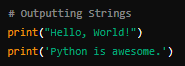 # Outputting Strings
print("Hello, World!")
print('Python is awesome.')